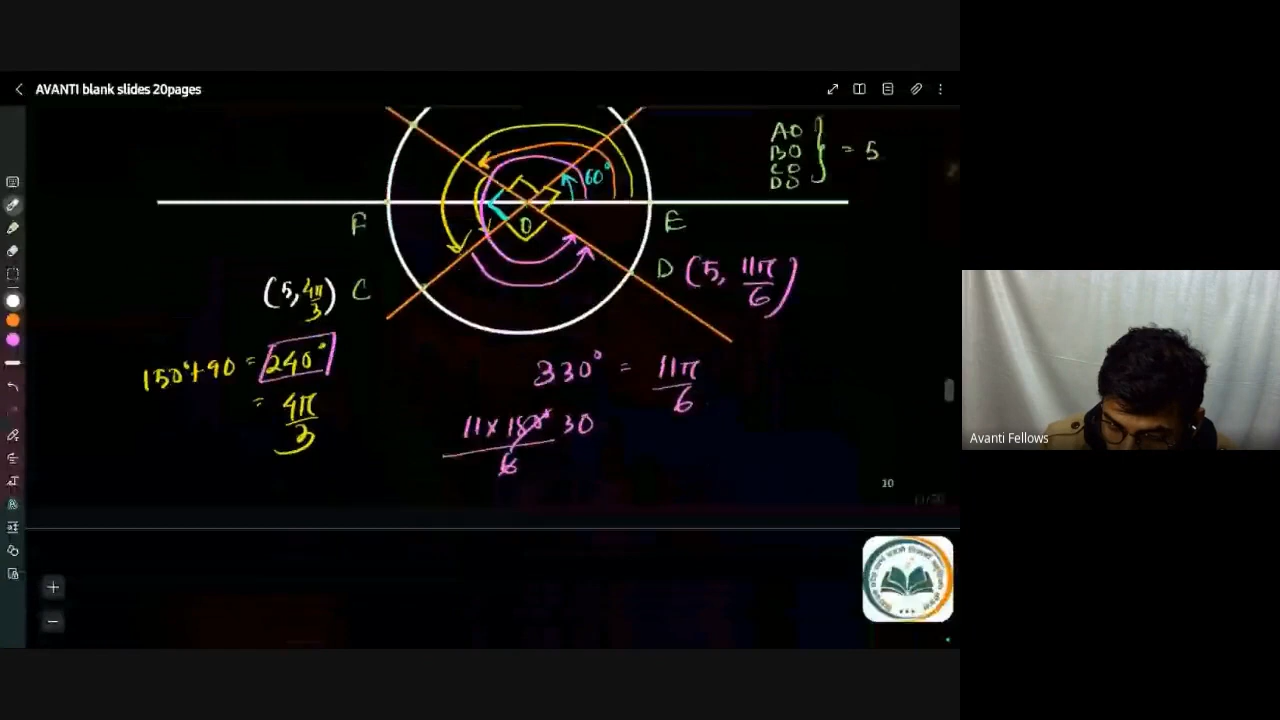 AVANTI blank slides 20pages
AO
BO
CO
DO
} = 5
60°
F
O
E
D (5, 11π/6)
(5, 4π/3) C
150°+90 = 240°
= 4π/3
330° = 11π/6
11 x 180° 30
6
10
Avanti Fellows